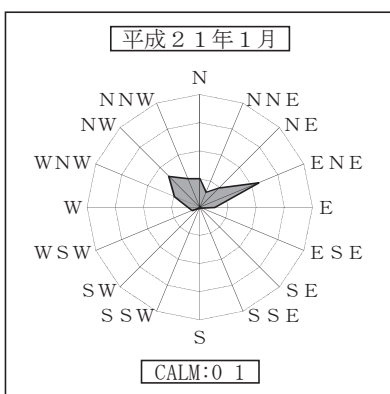 平成２１年１月
N
NNW NNE
NW NE
WNW ENE
W E
WSW ESE
SW SE
SSW SSE
S
CALM:0 1